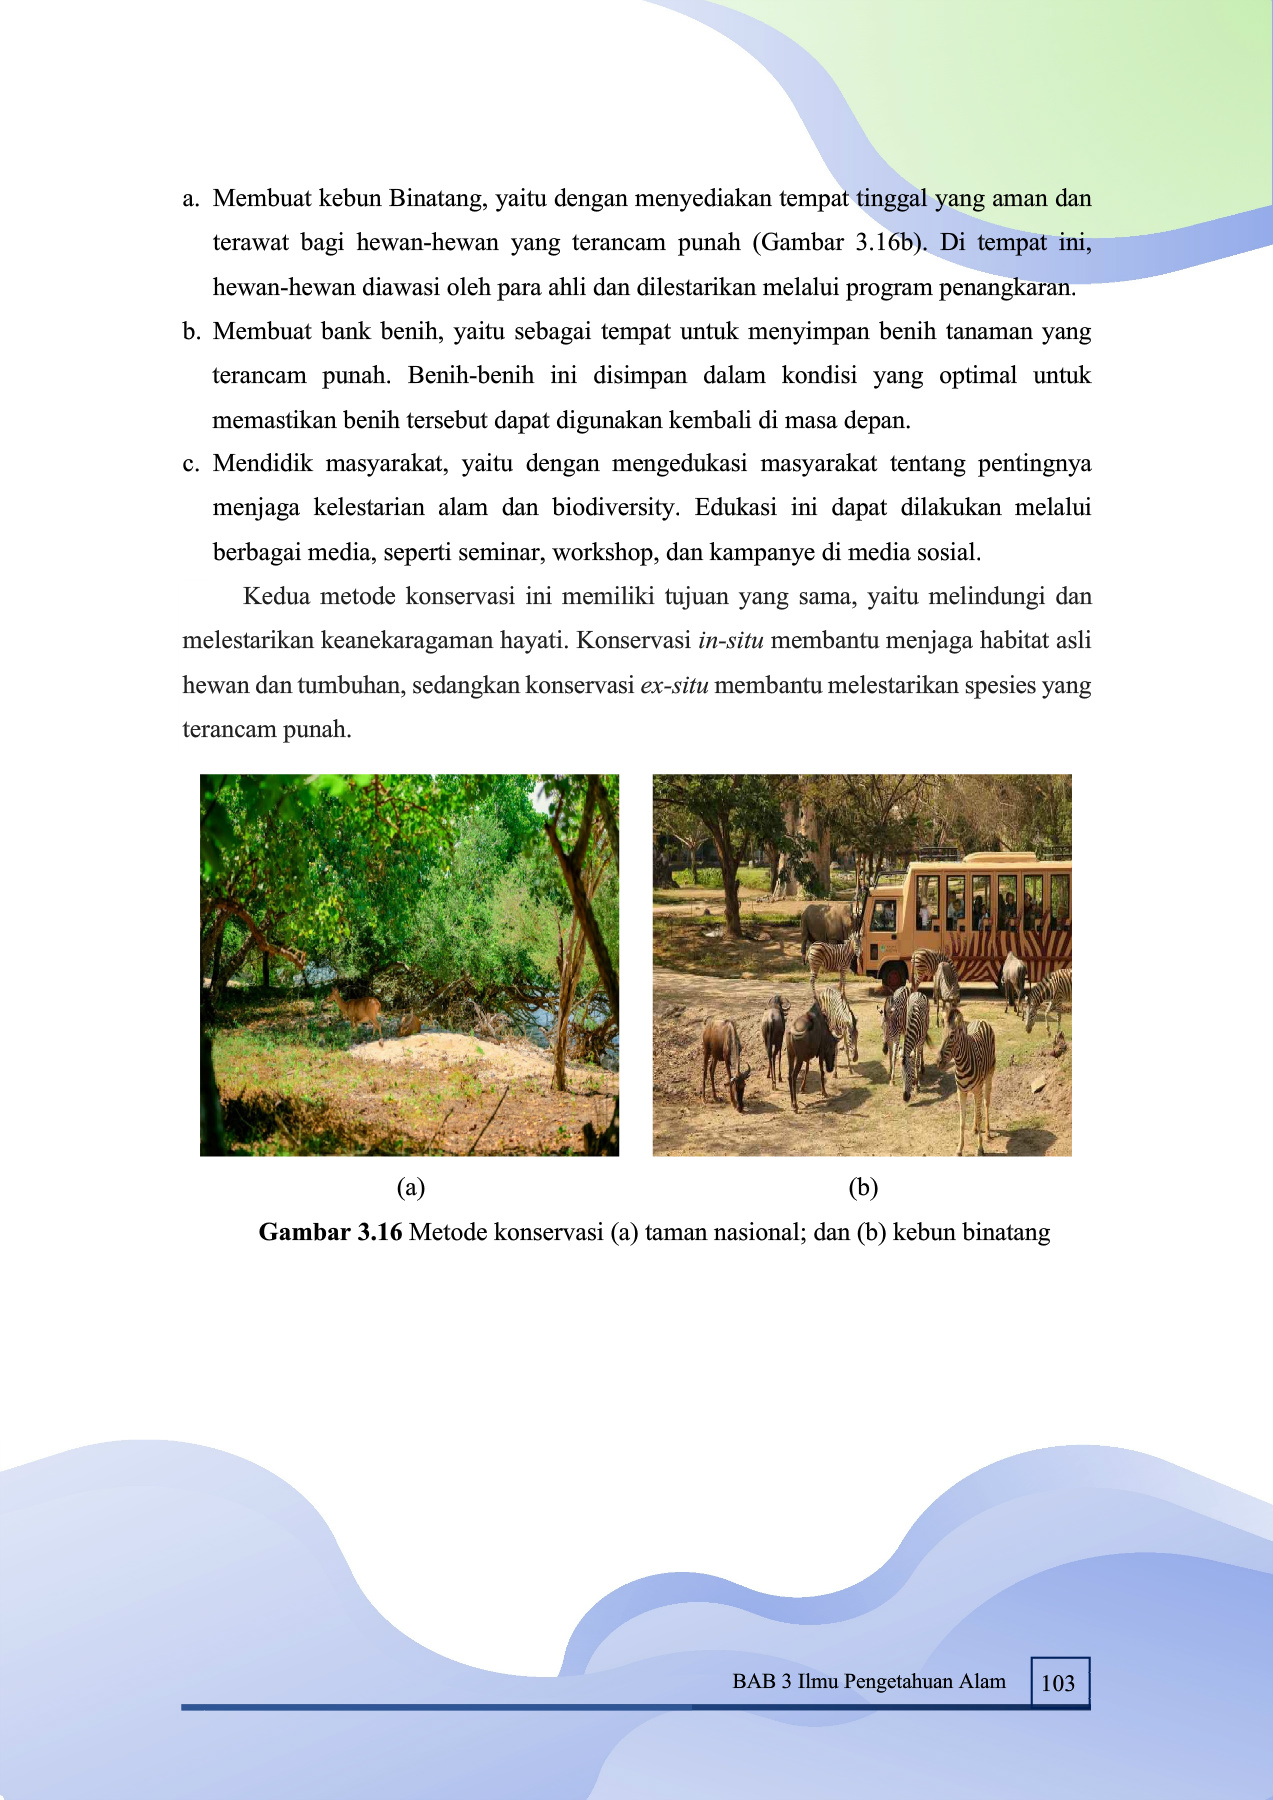 a. Membuat kebun Binatang, yaitu dengan menyediakan tempat tinggal yang aman dan
terawat bagi hewan-hewan yang terancam punah (Gambar 3.16b). Di tempat ini,
hewan-hewan diawasi oleh para ahli dan dilestarikan melalui program penangkaran.
b. Membuat bank benih, yaitu sebagai tempat untuk menyimpan benih tanaman yang
terancam punah. Benih-benih ini disimpan dalam kondisi yang optimal untuk
memastikan benih tersebut dapat digunakan kembali di masa depan.
c. Mendidik masyarakat, yaitu dengan mengedukasi masyarakat tentang pentingnya
menjaga kelestarian alam dan biodiversity. Edukasi ini dapat dilakukan melalui
berbagai media, seperti seminar, workshop, dan kampanye di media sosial.
Kedua metode konservasi ini memiliki tujuan yang sama, yaitu melindungi dan
melestarikan keanekaragaman hayati. Konservasi in-situ membantu menjaga habitat asli
hewan dan tumbuhan, sedangkan konservasi ex-situ membantu melestarikan spesies yang
terancam punah.
(a) (b)
Gambar 3.16 Metode konservasi (a) taman nasional; dan (b) kebun binatang
BAB 3 Ilmu Pengetahuan Alam 103